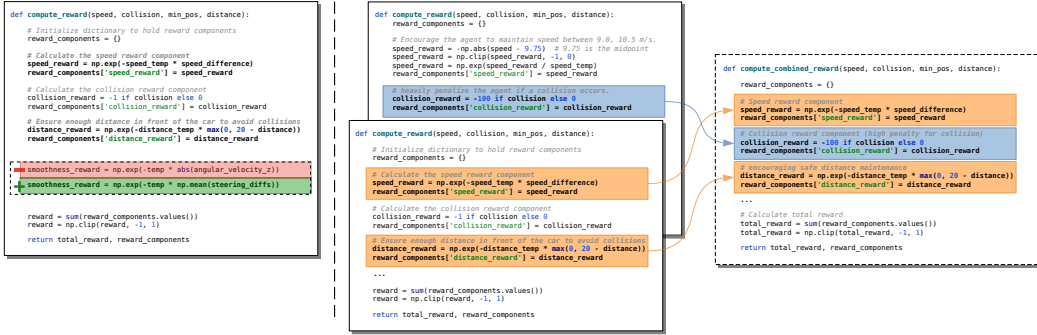 def compute_reward(speed, collision, min_pos, distance):
# Initialize dictionary to hold reward components
reward_components = {}
# Calculate the speed reward component
speed_reward = np.exp(-speed_temp * speed_difference)
reward_components['speed_reward'] = speed_reward
# Calculate the collision reward component
collision_reward = -1 if collision else 0
reward_components['collision_reward'] = collision_reward
# Ensure enough distance in front of the car to avoid collisions
distance_reward = np.exp(-distance_temp * max(0, 20 - distance))
reward_components['distance_reward'] = distance_reward
smoothness_reward = np.exp(-temp * abs(angular_velocity_z))
smoothness_reward = np.exp(-temp * np.mean(steering_diffs))
reward = sum(reward_components.values())
reward = np.clip(reward, -1, 1)
return total_reward, reward_components
def compute_reward(speed, collision, min_pos, distance):
reward_components = {}
# Encourage the agent to maintain speed between 9.0, 10.5 m/s.
speed_reward = -np.abs(speed - 9.75)  # 9.75 is the midpoint
speed_reward = np.clip(speed_reward, -1, 0)
speed_reward = np.exp(speed_reward / speed_temp)
reward_components['speed_reward'] = speed_reward
# heavily penalize the agent if a collision occurs.
collision_reward = -100 if collision else 0
reward_components['collision_reward'] = collision_reward
def compute_reward(speed, collision, min_pos, distance):
# Initialize dictionary to hold reward components
reward_components = {}
# Calculate the speed reward component
speed_reward = np.exp(-speed_temp * speed_difference)
reward_components['speed_reward'] = speed_reward
# Calculate the collision reward component
collision_reward = -1 if collision else 0
reward_components['collision_reward'] = collision_reward
# Ensure enough distance in front of the car to avoid collisions
distance_reward = np.exp(-distance_temp * max(0, 20 - distance))
reward_components['distance_reward'] = distance_reward
...
reward = sum(reward_components.values())
reward = np.clip(reward, -1, 1)
return total_reward, reward_components
def compute_combined_reward(speed, collision, min_pos, distance):
reward_components = {}
# Speed reward component
speed_reward = np.exp(-speed_temp * speed_difference)
reward_components['speed_reward'] = speed_reward
# Collision reward component (high penalty for collision)
collision_reward = -100 if collision else 0
reward_components['collision_reward'] = collision_reward
# encouraging safe distance maintenance
distance_reward = np.exp(-distance_temp * max(0, 20 - distance))
reward_components['distance_reward'] = distance_reward
...
# Calculate total reward
total_reward = sum(reward_components.values())
total_reward = np.clip(total_reward, -1, 1)
return total_reward, reward_components